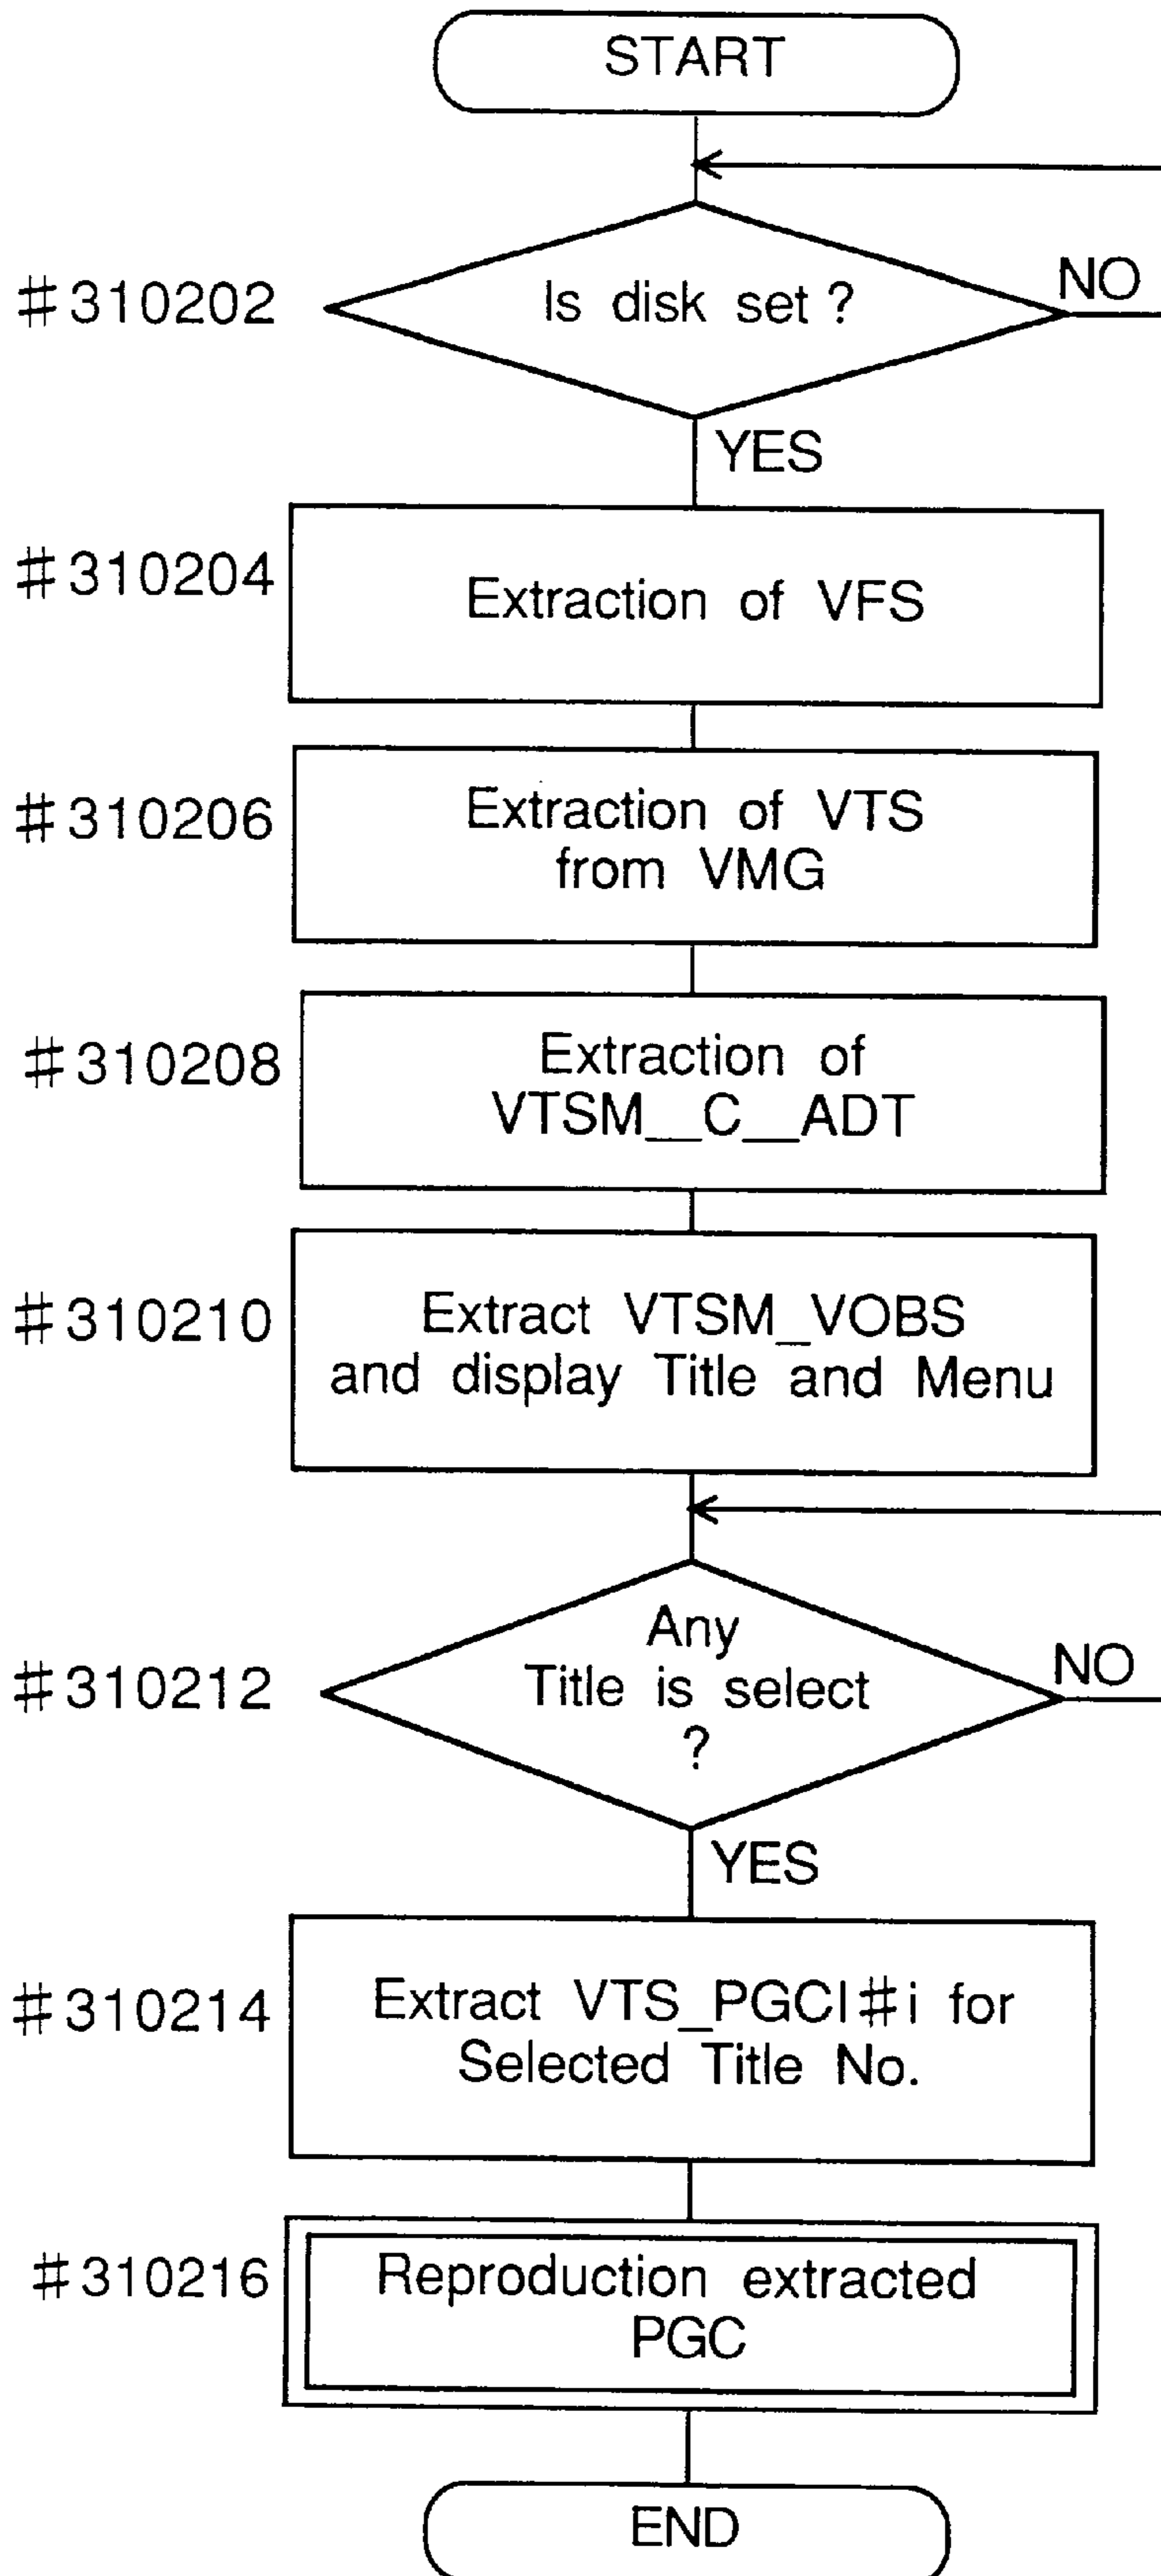 START
#310202
Is disk set ?
NO
YES
#310204
Extraction of VFS
#310206
Extraction of VTS
from VMG
#310208
Extraction of
VTSM__C__ADT
#310210
Extract VTSM_VOBS
and display Title and Menu
#310212
Any
Title is select
?
NO
YES
#310214
Extract VTS_PGCI#i for
Selected Title No.
#310216
Reproduction extracted
PGC
END